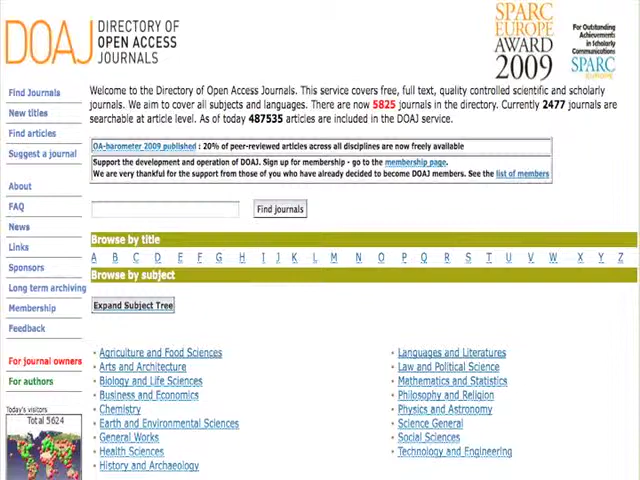 DOAJ DIRECTORY OF
OPEN ACCESS
JOURNALS
SPARC
EUROPE
AWARD
2009
For Outstanding
Achievements
in Scholarly
Communications
SPARC
EUROPE
Find Journals
New titles
Find articles
Suggest a journal
About
FAQ
News
Links
Sponsors
Long term archiving
Membership
Feedback
For journal owners
For authors
Today's visitors
Total 5624
Welcome to the Directory of Open Access Journals. This service covers free, full text, quality controlled scientific and scholarly
journals. We aim to cover all subjects and languages. There are now 5825 journals in the directory. Currently 2477 journals are
searchable at article level. As of today 487535 articles are included in the DOAJ service.
OA-barometer 2009 published : 20% of peer-reviewed articles across all disciplines are now freely available
Support the development and operation of DOAJ. Sign up for membership - go to the membership page.
We are very thankful for the support from those of you who have already decided to become DOAJ members. See the list of members
Find journals
Browse by title
A B C D E F G H I J K L M N O P Q R S T U V W X Y Z
Browse by subject
Expand Subject Tree
Agriculture and Food Sciences
Arts and Architecture
Biology and Life Sciences
Business and Economics
Chemistry
Earth and Environmental Sciences
General Works
Health Sciences
History and Archaeology
Languages and Literatures
Law and Political Science
Mathematics and Statistics
Philosophy and Religion
Physics and Astronomy
Science General
Social Sciences
Technology and Engineering